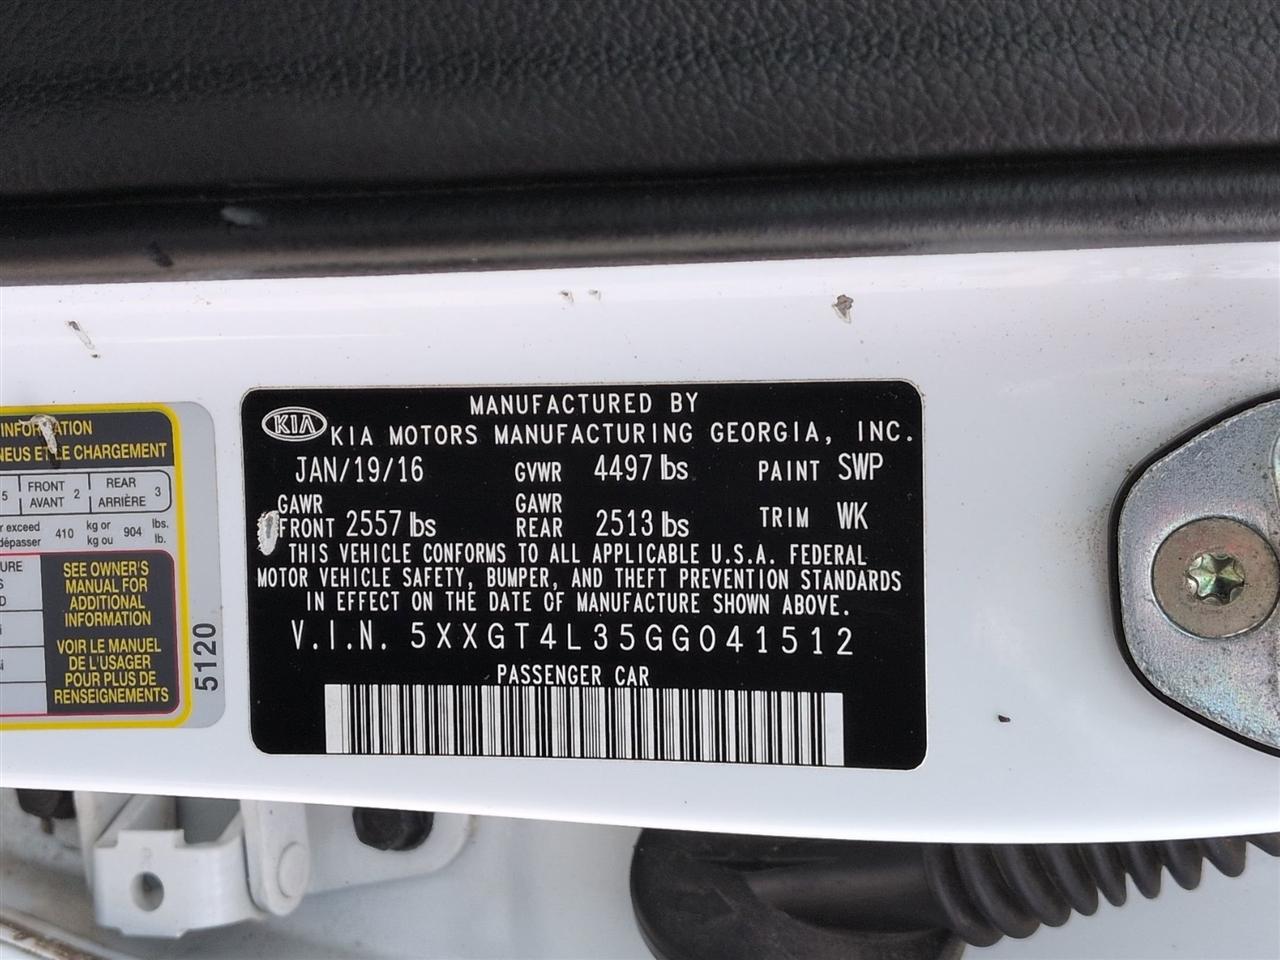 MANUFACTURED BY
KIA KIA MOTORS MANUFACTURING GEORGIA, INC.
JAN/19/16 GVWR 4497 lbs PAINT SWP
GAWR FRONT 2557 lbs GAWR REAR 2513 lbs TRIM WK
THIS VEHICLE CONFORMS TO ALL APPLICABLE U.S.A. FEDERAL
MOTOR VEHICLE SAFETY, BUMPER, AND THEFT PREVENTION STANDARDS
IN EFFECT ON THE DATE OF MANUFACTURE SHOWN ABOVE.
V.I.N. 5XXGT4L35GG041512
PASSENGER CAR
INFORMATION
NEUS ET LE CHARGEMENT
5 FRONT AVANT 2 REAR ARRIÈRE 3
exceed 410 kg or 904 lbs.
dépasser kg ou lb.
SEE OWNER'S
MANUAL FOR
ADDITIONAL
INFORMATION
VOIR LE MANUEL
DE L'USAGER
POUR PLUS DE
RENSEIGNEMENTS
5120